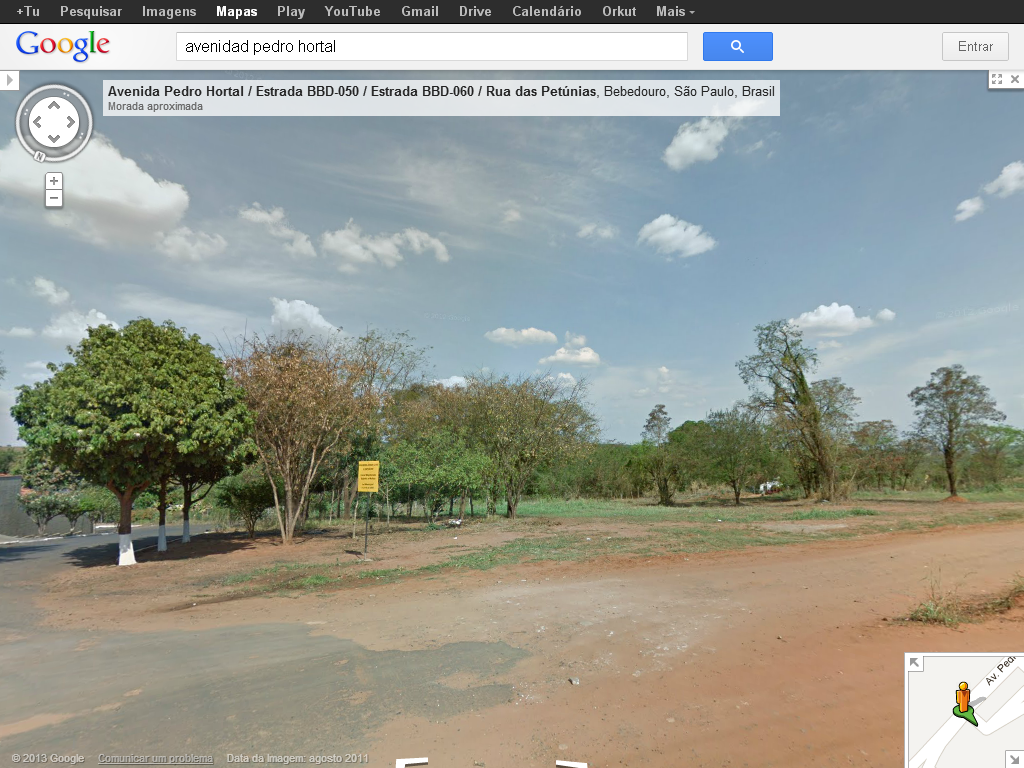 +Tu Pesquisar Imagens Mapas Play YouTube Gmail Drive Calendário Orkut Mais
Google avenidad pedro hortal Entrar
Avenida Pedro Hortal / Estrada BBD-050 / Estrada BBD-060 / Rua das Petúnias, Bebedouro, São Paulo, Brasil
Morada aproximada
N
+
−
Av. Pedr
© 2013 Google Comunicar um problema Data da Imagem: agosto 2011